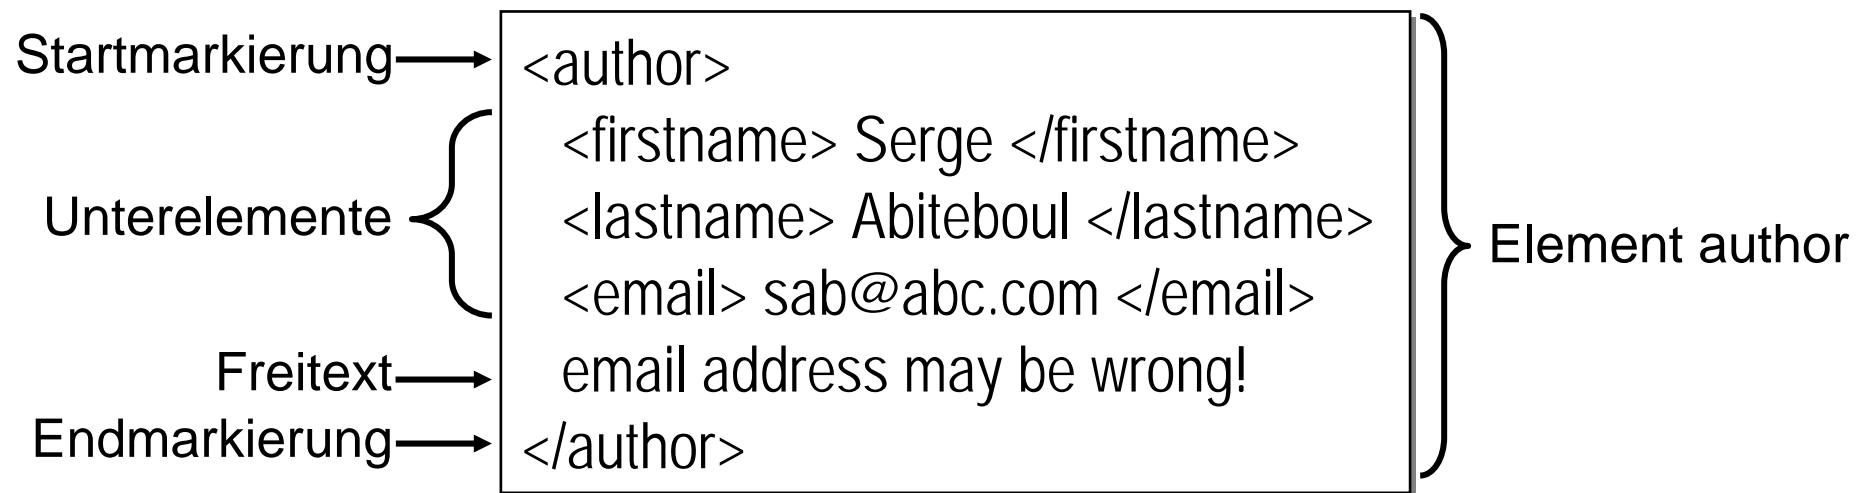 Startmarkierung
<author>
<firstname> Serge </firstname>
Unterelemente
<lastname> Abiteboul </lastname>
Element author
<email> sab@abc.com </email>
Freitext
email address may be wrong!
Endmarkierung
</author>